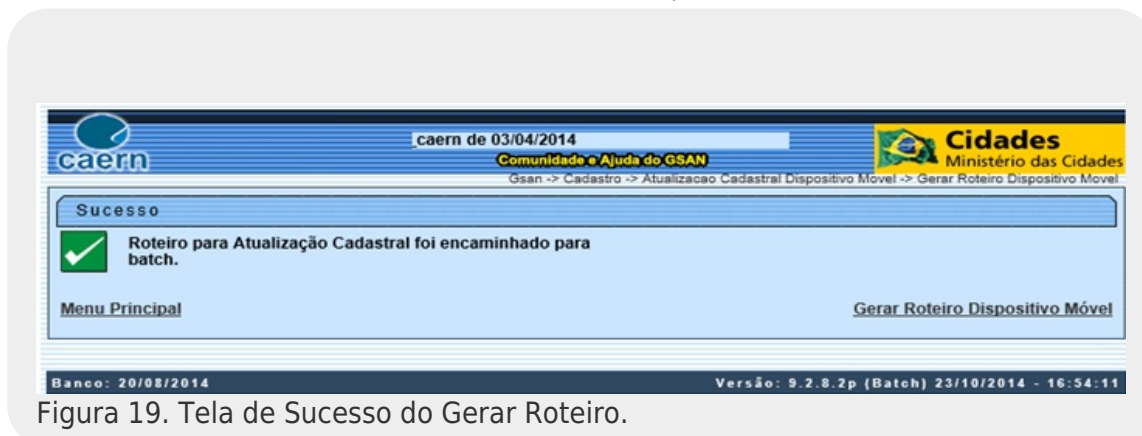 caern
caern de 03/04/2014
Comunidade e Ajuda do GSAN
Cidades
Ministério das Cidades
Gsan -> Cadastro -> Atualizacao Cadastral Dispositivo Movel -> Gerar Roteiro Dispositivo Movel
Sucesso
Roteiro para Atualização Cadastral foi encaminhado para
batch.
Menu Principal
Gerar Roteiro Dispositivo Móvel
Banco: 20/08/2014
Versão: 9.2.8.2p (Batch) 23/10/2014 - 16:54:11
Figura 19. Tela de Sucesso do Gerar Roteiro.